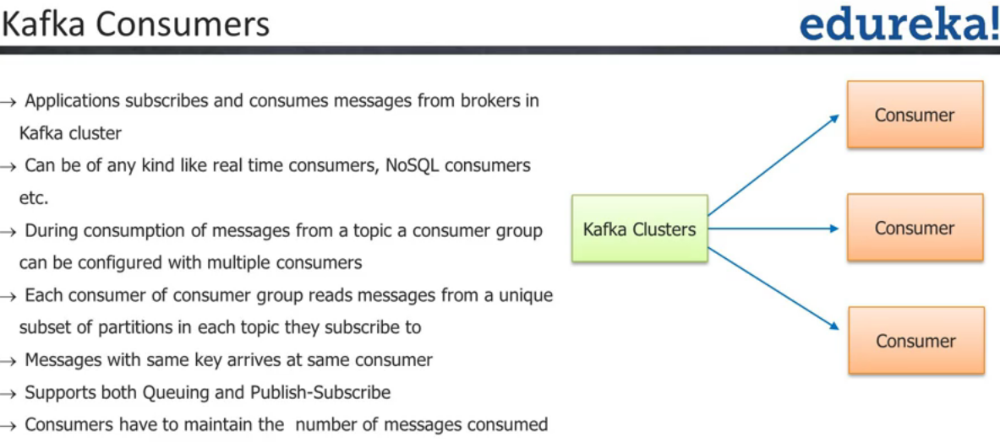 Kafka Consumers
edureka!
→ Applications subscribes and consumes messages from brokers in
Kafka cluster
→ Can be of any kind like real time consumers, NoSQL consumers
etc.
→ During consumption of messages from a topic a consumer group
can be configured with multiple consumers
→ Each consumer of consumer group reads messages from a unique
subset of partitions in each topic they subscribe to
→ Messages with same key arrives at same consumer
→ Supports both Queuing and Publish-Subscribe
→ Consumers have to maintain the number of messages consumed
Kafka Clusters
Consumer
Consumer
Consumer